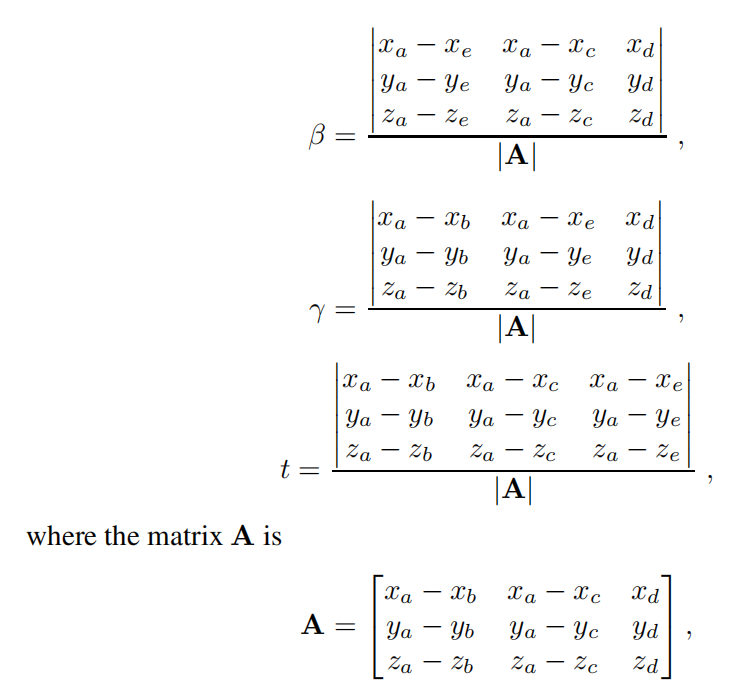 β = \frac{\begin{vmatrix} x_a - x_e & x_a - x_c & x_d \\ y_a - y_e & y_a - y_c & y_d \\ z_a - z_e & z_a - z_c & z_d \end{vmatrix}}{|\mathbf{A}|} ,
γ = \frac{\begin{vmatrix} x_a - x_b & x_a - x_e & x_d \\ y_a - y_b & y_a - y_e & y_d \\ z_a - z_b & z_a - z_e & z_d \end{vmatrix}}{|\mathbf{A}|} ,
t = \frac{\begin{vmatrix} x_a - x_b & x_a - x_c & x_a - x_e \\ y_a - y_b & y_a - y_c & y_a - y_e \\ z_a - z_b & z_a - z_c & z_a - z_e \end{vmatrix}}{|\mathbf{A}|} ,
where the matrix \mathbf{A} is
\mathbf{A} = \begin{bmatrix} x_a - x_b & x_a - x_c & x_d \\ y_a - y_b & y_a - y_c & y_d \\ z_a - z_b & z_a - z_c & z_d \end{bmatrix} ,